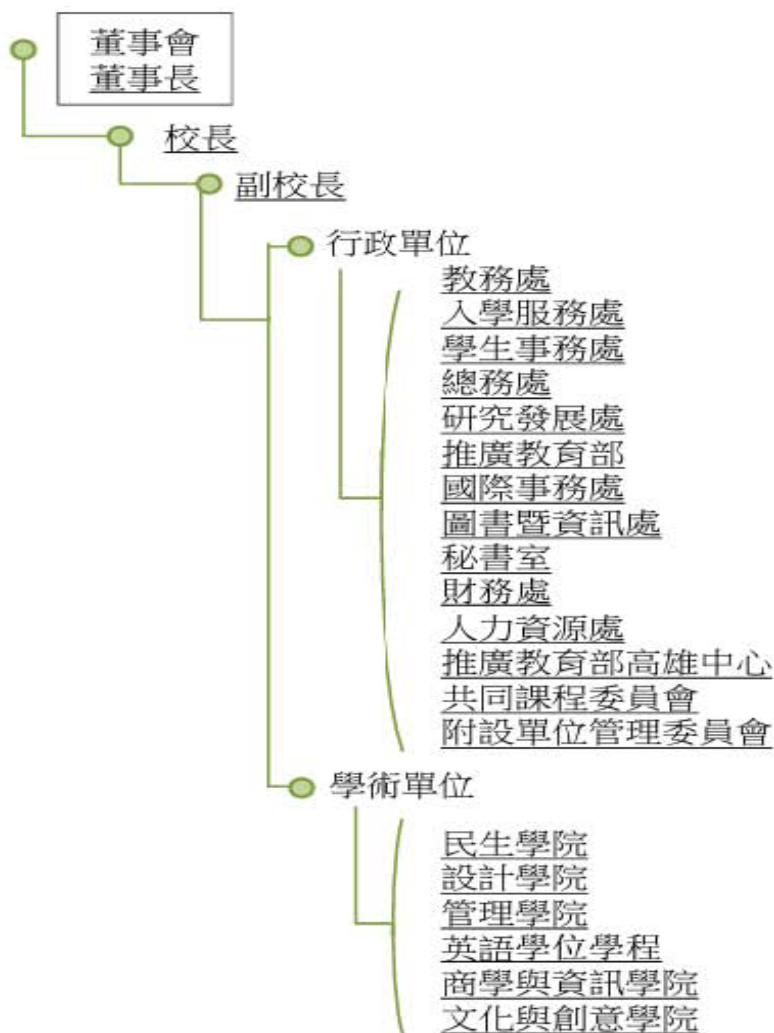 董事會
董事長
校長
副校長
行政單位
教務處
入學服務處
學生事務處
總務處
研究發展處
推廣教育部
國際事務處
圖書暨資訊處
秘書室
財務處
人力資源處
推廣教育部高雄中心
共同課程委員會
附設單位管理委員會
學術單位
民生學院
設計學院
管理學院
英語學位學程
商學與資訊學院
文化與創意學院